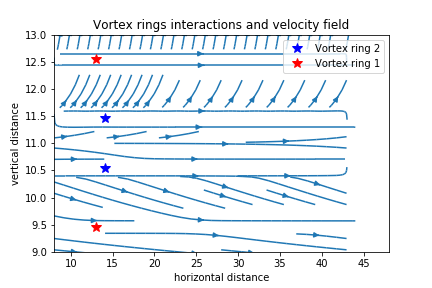 Vortex rings interactions and velocity field
13.0
12.5
12.0
11.5
11.0
10.5
10.0
9.5
9.0
vertical distance
Vortex ring 2
Vortex ring 1
10 15 20 25 30 35 40 45
horizontal distance